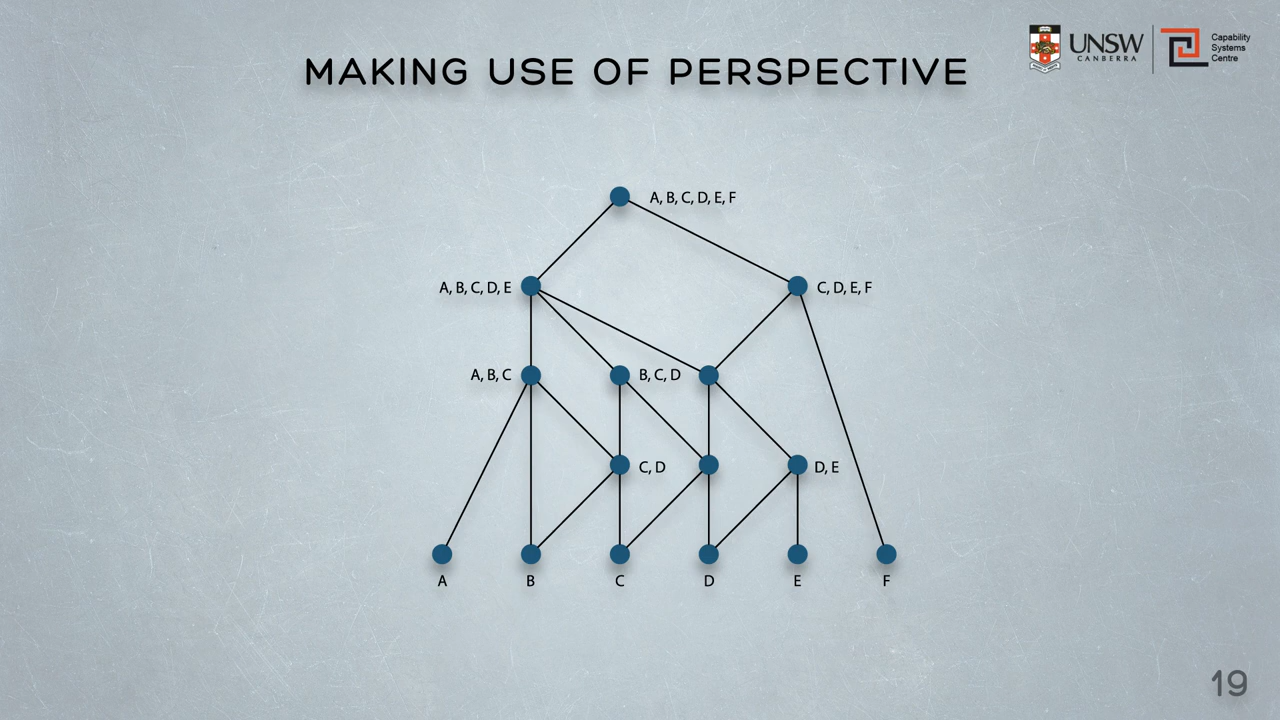 MAKING USE OF PERSPECTIVE
UNSW
CANBERRA
Capability
Systems
Centre
A, B, C, D, E, F
A, B, C, D, E
C, D, E, F
A, B, C
B, C, D
C, D
D, E
A
B
C
D
E
F
19